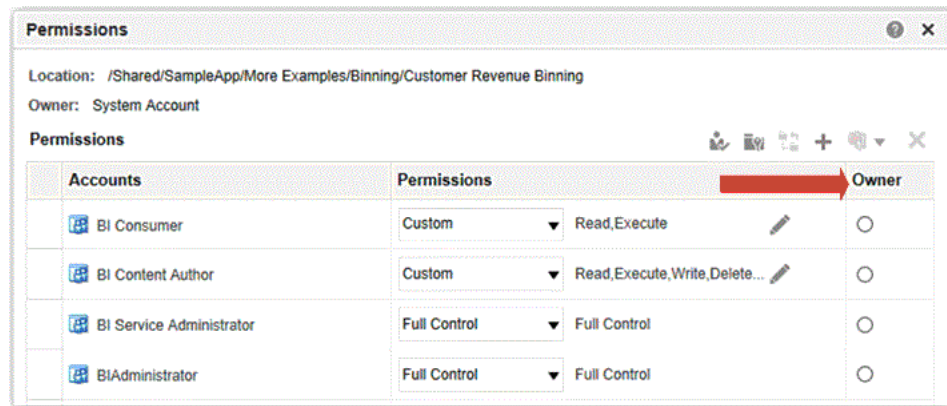 Permissions
Location: /Shared/SampleApp/More Examples/Binning/Customer Revenue Binning
Owner: System Account
Permissions
Accounts Permissions Owner
BI Consumer Custom Read,Execute
BI Content Author Custom Read,Execute,Write,Delete...
BI Service Administrator Full Control Full Control
BIAdministrator Full Control Full Control